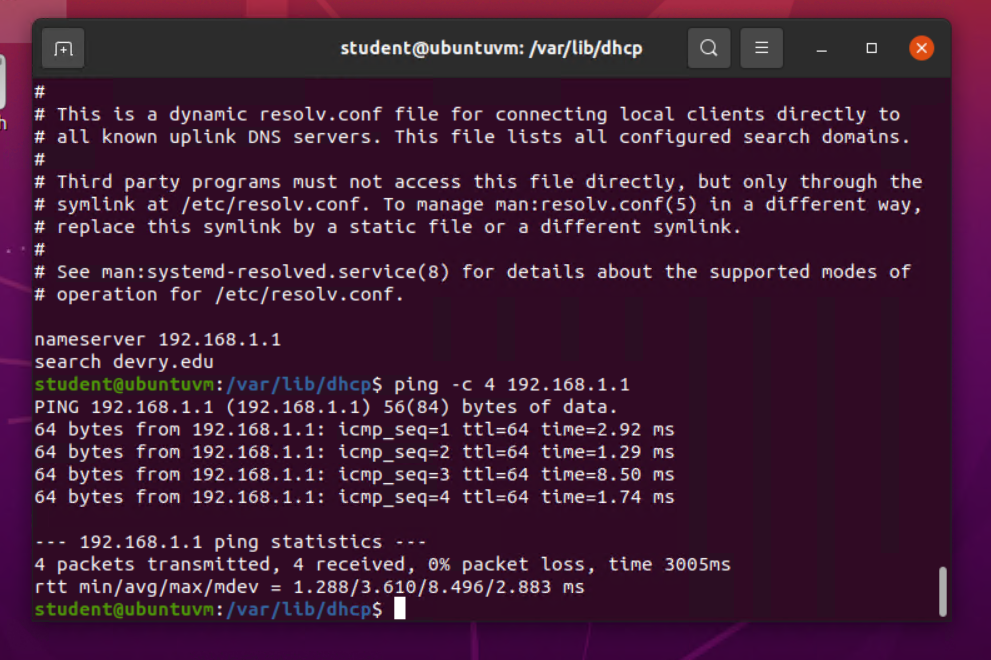 student@ubuntuvm: /var/lib/dhcp
#
# This is a dynamic resolv.conf file for connecting local clients directly to
# all known uplink DNS servers. This file lists all configured search domains.
#
# Third party programs must not access this file directly, but only through the
# symlink at /etc/resolv.conf. To manage man:resolv.conf(5) in a different way,
# replace this symlink by a static file or a different symlink.
#
# See man:systemd-resolved.service(8) for details about the supported modes of
# operation for /etc/resolv.conf.
nameserver 192.168.1.1
search devry.edu
student@ubuntuvm:/var/lib/dhcp$ ping -c 4 192.168.1.1
PING 192.168.1.1 (192.168.1.1) 56(84) bytes of data.
64 bytes from 192.168.1.1: icmp_seq=1 ttl=64 time=2.92 ms
64 bytes from 192.168.1.1: icmp_seq=2 ttl=64 time=1.29 ms
64 bytes from 192.168.1.1: icmp_seq=3 ttl=64 time=8.50 ms
64 bytes from 192.168.1.1: icmp_seq=4 ttl=64 time=1.74 ms
--- 192.168.1.1 ping statistics ---
4 packets transmitted, 4 received, 0% packet loss, time 3005ms
rtt min/avg/max/mdev = 1.288/3.610/8.496/2.883 ms
student@ubuntuvm:/var/lib/dhcp$